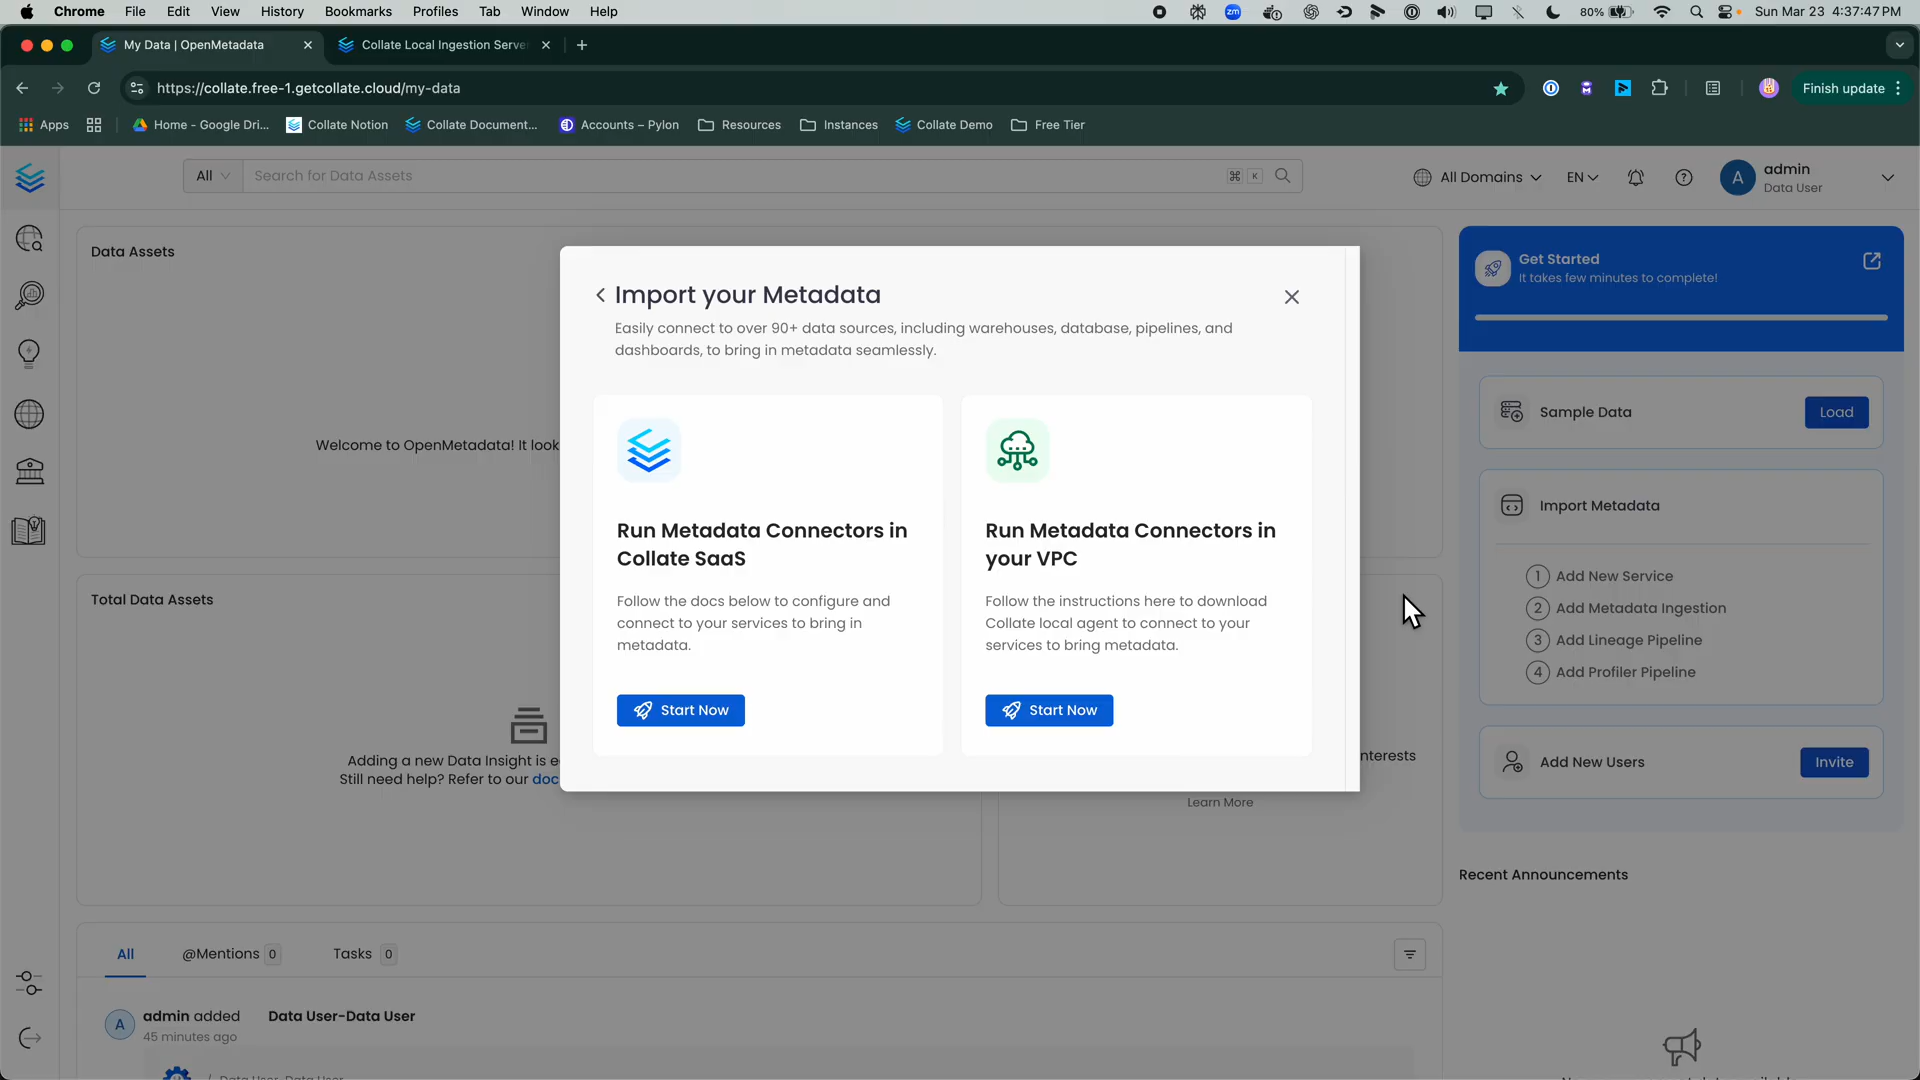 Chrome File Edit View History Bookmarks Profiles Tab Window Help
zm 80% Sun Mar 23 4:37:47 PM
My Data | OpenMetadata
Collate Local Ingestion Serve
https://collate.free-1.getcollate.cloud/my-data
Finish update
Apps
Home - Google Dri...
Collate Notion
Collate Document...
Accounts – Pylon
Resources
Instances
Collate Demo
Free Tier
All
Search for Data Assets
⌘ K
All Domains
EN
A
admin
Data User
Data Assets
Welcome to OpenMetadata! It look
Import your Metadata
Easily connect to over 90+ data sources, including warehouses, database, pipelines, and
dashboards, to bring in metadata seamlessly.
Run Metadata Connectors in
Collate SaaS
Follow the docs below to configure and
connect to your services to bring in
metadata.
Start Now
Run Metadata Connectors in
your VPC
Follow the instructions here to download
Collate local agent to connect to your
services to bring metadata.
Start Now
Get Started
It takes few minutes to complete!
Sample Data
Load
Import Metadata
1 Add New Service
2 Add Metadata Ingestion
3 Add Lineage Pipeline
4 Add Profiler Pipeline
Add New Users
Invite
Total Data Assets
Adding a new Data Insight is e
Still need help? Refer to our doc
nterests
Learn More
Recent Announcements
All
@Mentions 0
Tasks 0
A
admin added Data User-Data User
45 minutes ago